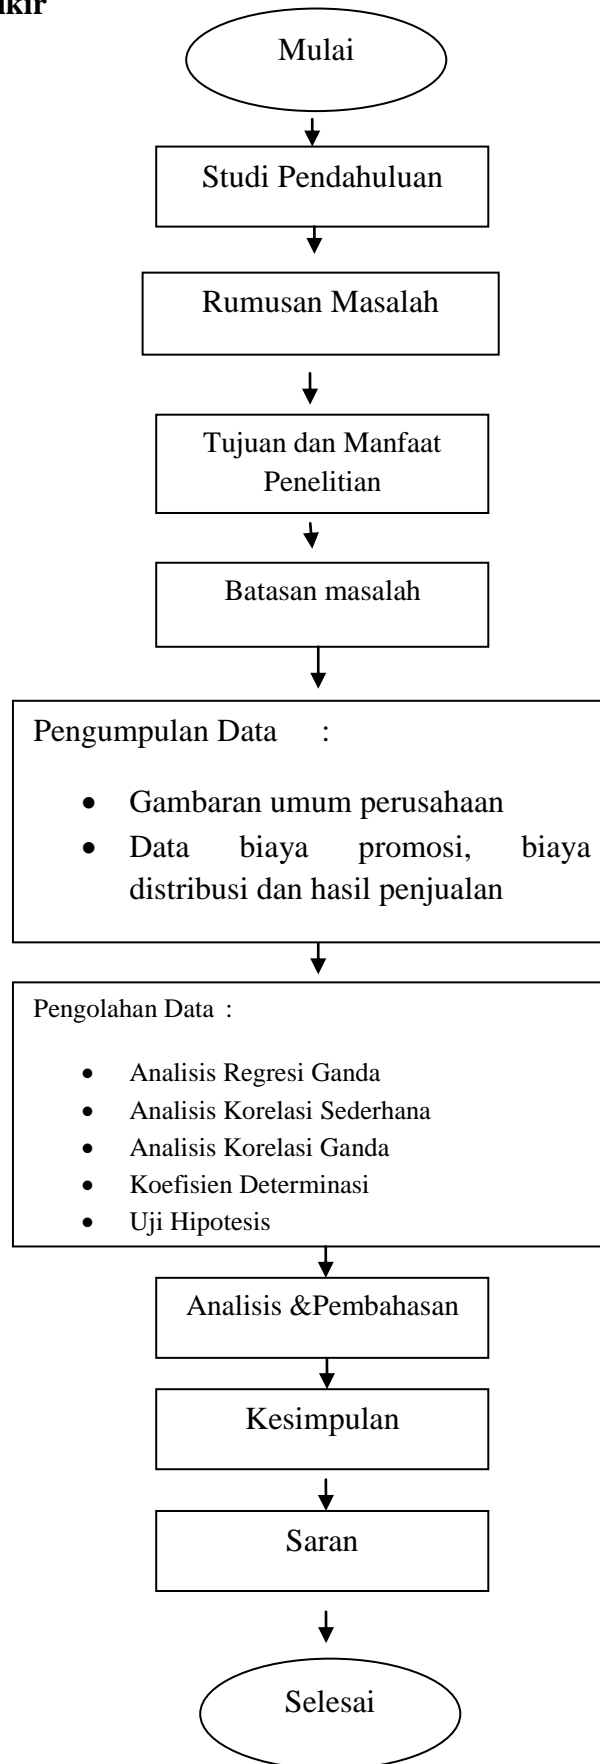 Mulai
Studi Pendahuluan
Rumusan Masalah
Tujuan dan Manfaat
Penelitian
Batasan masalah
Pengumpulan Data :
• Gambaran umum perusahaan
• Data biaya promosi, biaya
distribusi dan hasil penjualan
Pengolahan Data :
• Analisis Regresi Ganda
• Analisis Korelasi Sederhana
• Analisis Korelasi Ganda
• Koefisien Determinasi
• Uji Hipotesis
Analisis &Pembahasan
Kesimpulan
Saran
Selesai